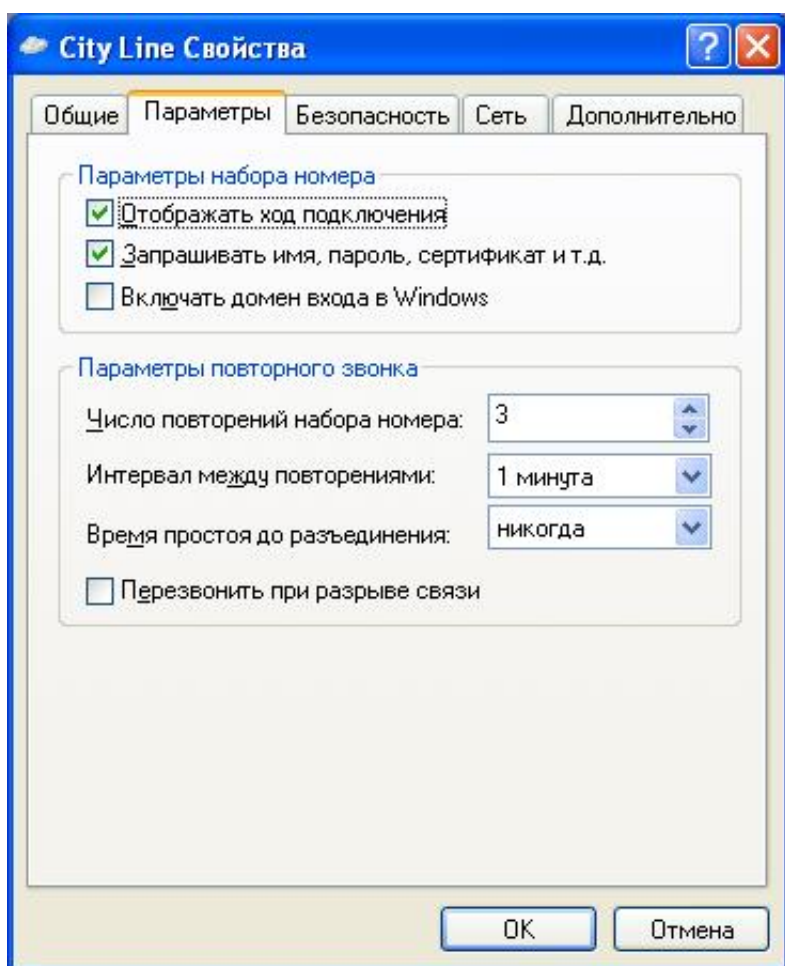 City Line Свойства
Общие Параметры Безопасность Сеть Дополнительно
Параметры набора номера
Отображать ход подключения
Запрашивать имя, пароль, сертификат и т.д.
Включать домен входа в Windows
Параметры повторного звонка
Число повторений набора номера: 3
Интервал между повторениями: 1 минута
Время простоя до разъединения: никогда
Перезвонить при разрыве связи
OK Отмена